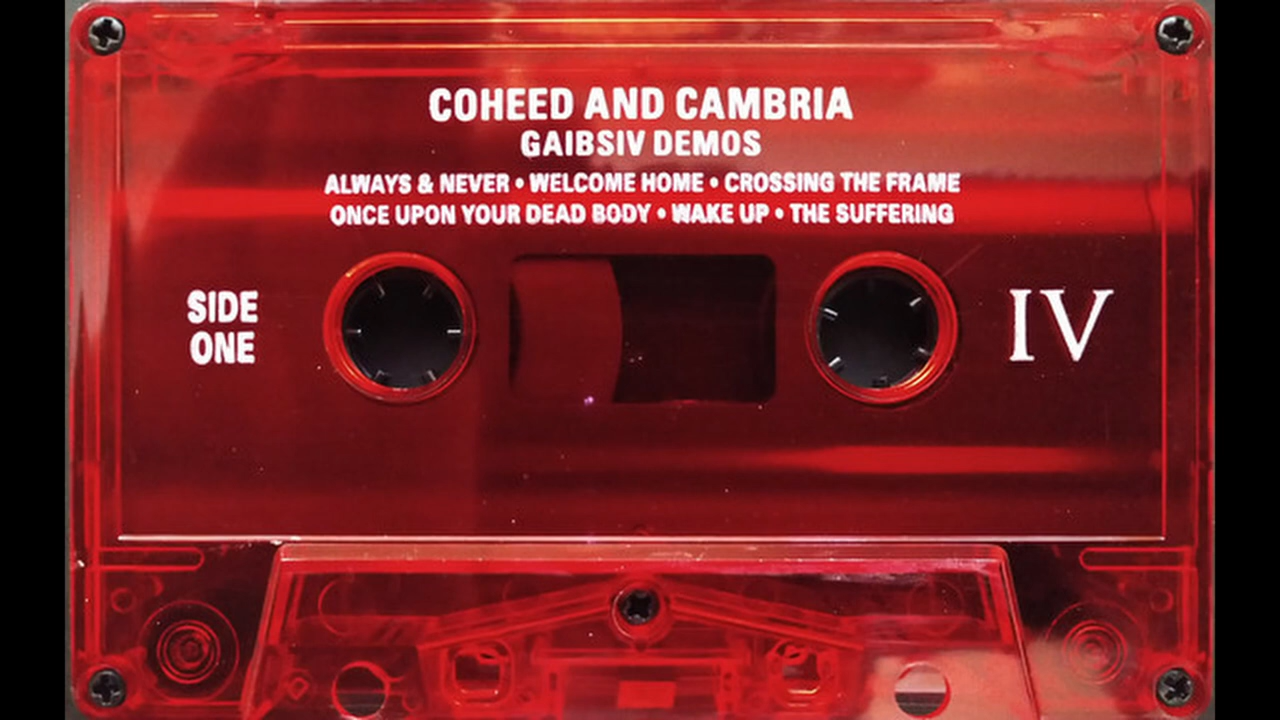 COHEED AND CAMBRIA
GAIBSIV DEMOS
ALWAYS & NEVER • WELCOME HOME • CROSSING THE FRAME
ONCE UPON YOUR DEAD BODY • WAKE UP • THE SUFFERING
SIDE
ONE
IV